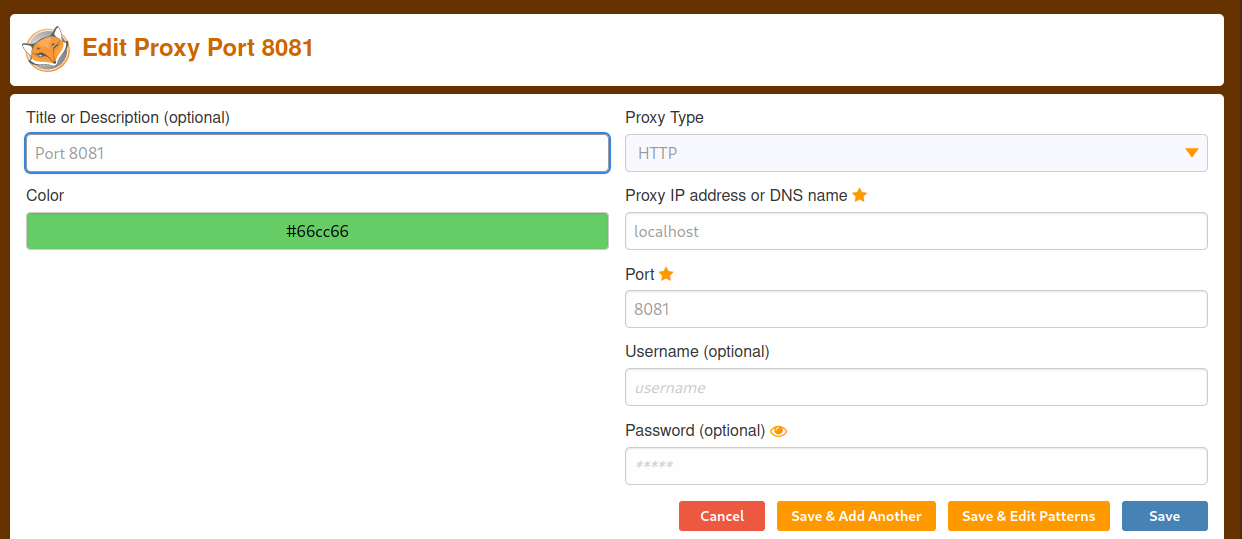 Edit Proxy Port 8081
Title or Description (optional)
Port 8081
Color
#66cc66
Proxy Type
HTTP
Proxy IP address or DNS name
localhost
Port
8081
Username (optional)
username
Password (optional)
*****
Cancel
Save & Add Another
Save & Edit Patterns
Save